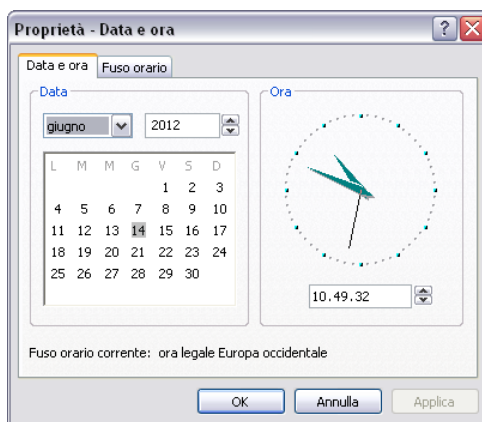 Proprietà - Data e ora
Data e ora Fuso orario
Data
giugno 2012
L M M G V S D
1 2 3
4 5 6 7 8 9 10
11 12 13 14 15 16 17
18 19 20 21 22 23 24
25 26 27 28 29 30
Ora
10.49.32
Fuso orario corrente: ora legale Europa occidentale
OK Annulla Applica